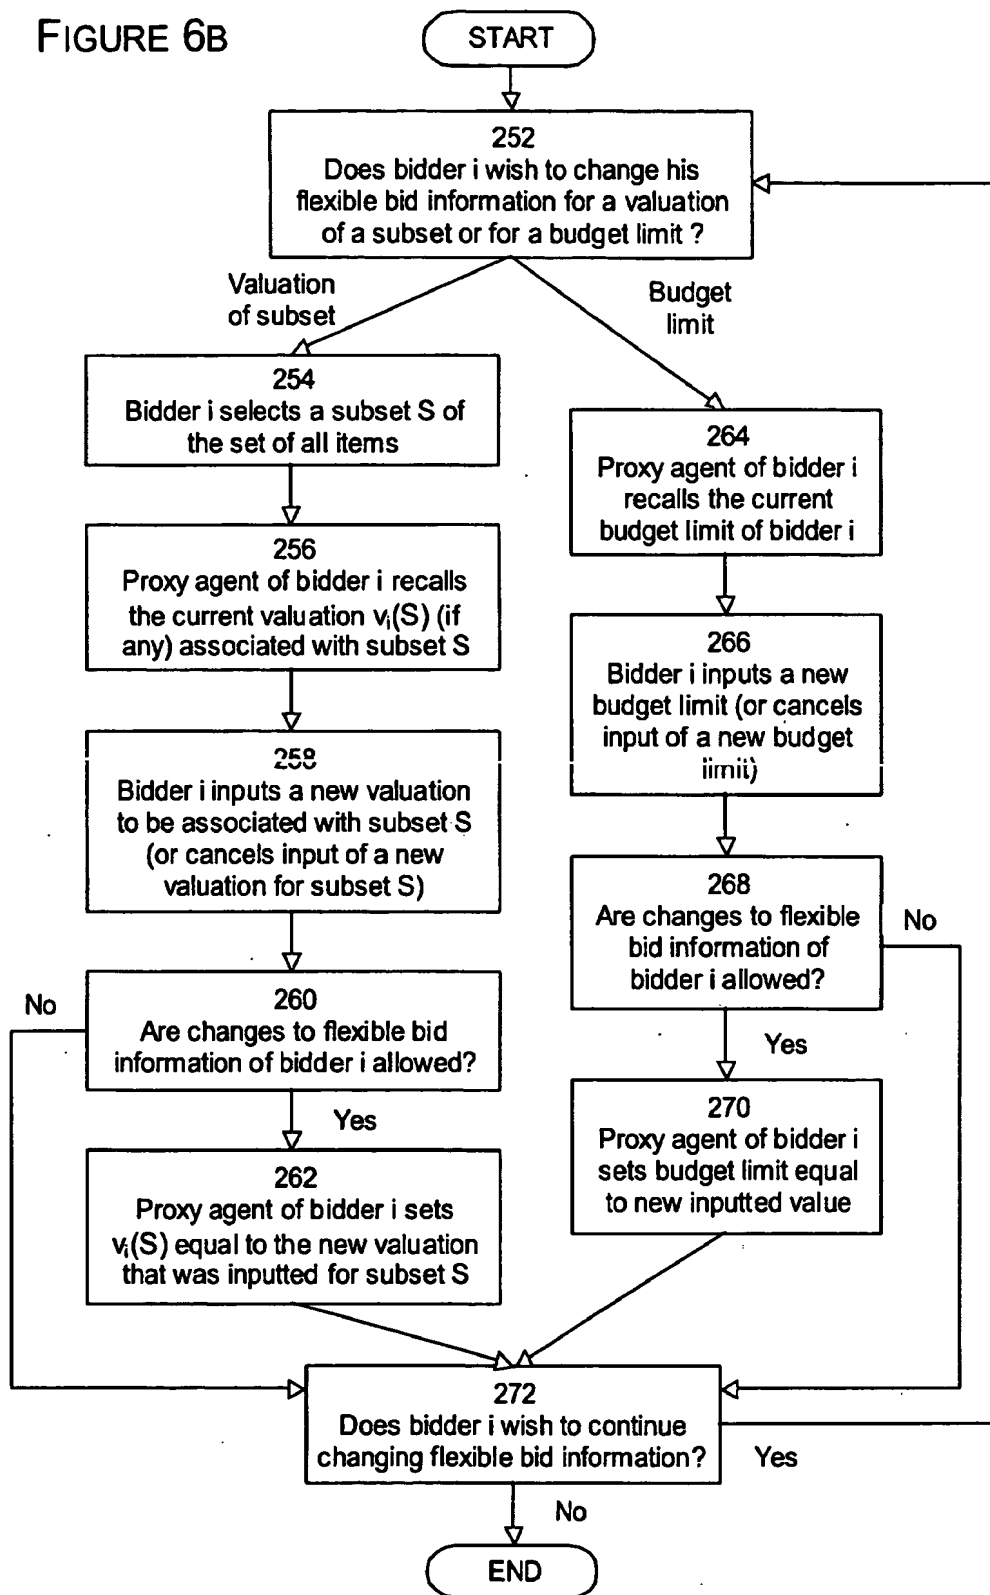 FIGURE 6B
START
252
Does bidder i wish to change his
flexible bid information for a valuation
of a subset or for a budget limit ?
Valuation
of subset
Budget
limit
254
Bidder i selects a subset S of
the set of all items
256
Proxy agent of bidder i recalls
the current valuation vᵢ(S) (if
any) associated with subset S
258
Bidder i inputs a new valuation
to be associated with subset S
(or cancels input of a new
valuation for subset S)
No
260
Are changes to flexible bid
information of bidder i allowed?
Yes
262
Proxy agent of bidder i sets
vᵢ(S) equal to the new valuation
that was inputted for subset S
264
Proxy agent of bidder i
recalls the current
budget limit of bidder i
266
Bidder i inputs a new
budget limit (or cancels
input of a new budget
limit)
268
Are changes to flexible
bid information of
bidder i allowed?
No
Yes
270
Proxy agent of bidder i
sets budget limit equal
to new inputted value
272
Does bidder i wish to continue
changing flexible bid information?
Yes
No
END